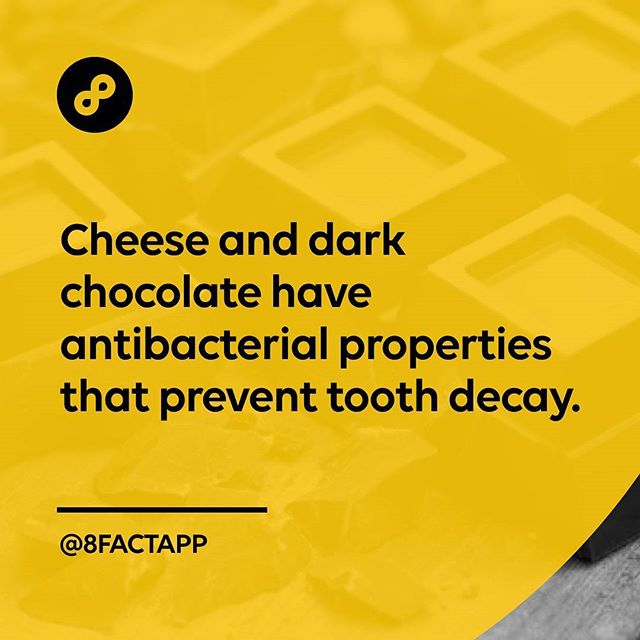 Cheese and dark
chocolate have
antibacterial properties
that prevent tooth decay.
@8FACTAPP